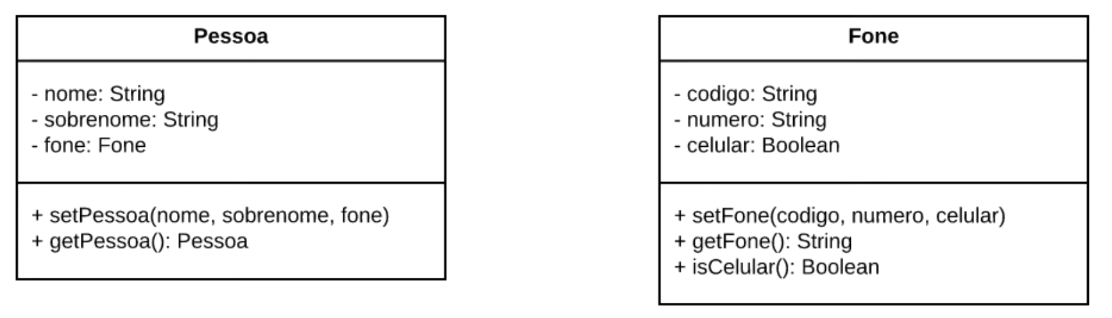 Pessoa
- nome: String
- sobrenome: String
- fone: Fone
+ setPessoa(nome, sobrenome, fone)
+ getPessoa(): Pessoa
Fone
- codigo: String
- numero: String
- celular: Boolean
+ setFone(codigo, numero, celular)
+ getFone(): String
+ isCelular(): Boolean